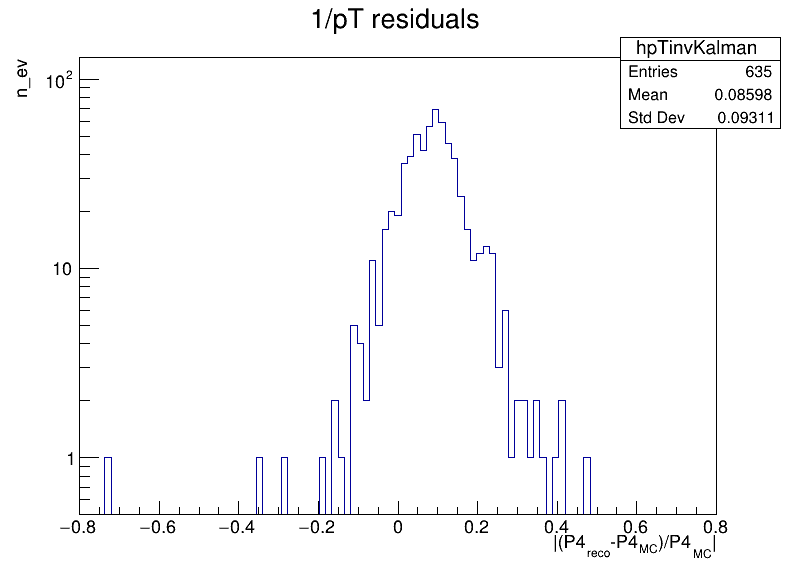 1/pT residuals
hpTinvKalman
Entries 635
Mean 0.08598
Std Dev 0.09311
n_ev
10²
10
1
−0.8 −0.6 −0.4 −0.2 0 0.2 0.4 0.6 0.8
|(P4reco-P4MC)/P4MC|